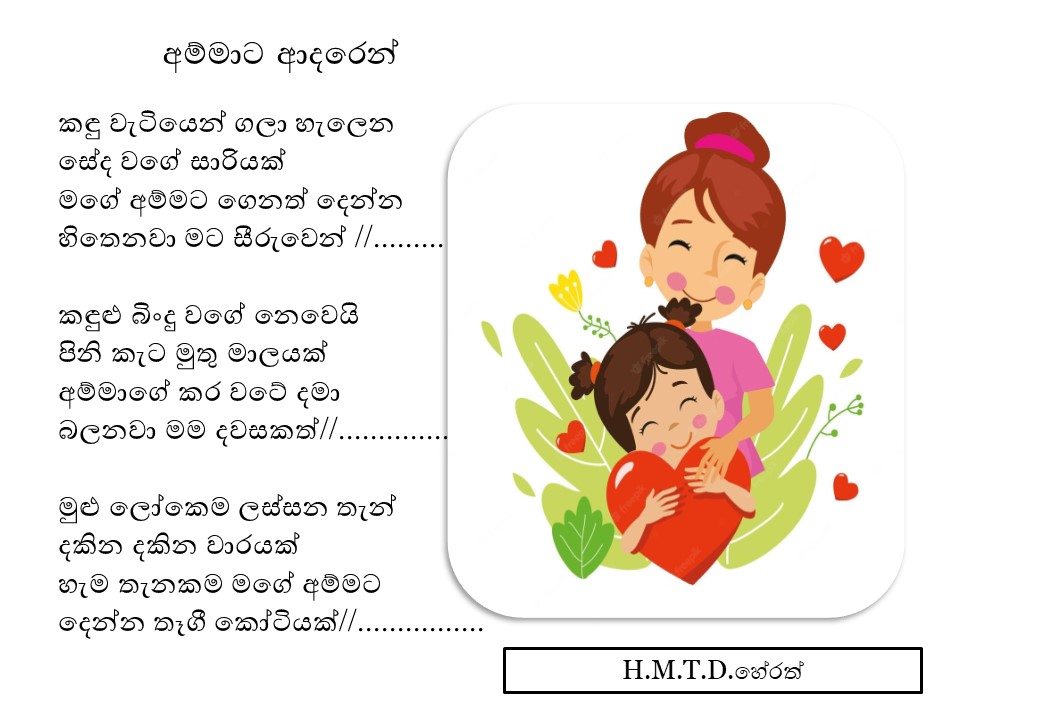 අම්මාට ආදරෙන්
කඳු වැටියෙන් ගලා හැලෙන
සේද වගේ සාරියක්
මගේ අම්මට ගෙනත් දෙන්න
හිතෙනවා මට සීරුවෙන් //.........
කඳුළු බිංදු වගේ නෙවෙයි
පිනි කැට මුතු මාලයක්
අම්මාගේ කර වටේ දමා
බලනවා මම දවසකත්//..............
මුළු ලෝකෙම ලස්සන තැන්
දකින දකින වාරයක්
හැම තැනකම මගේ අම්මට
දෙන්න තෑගී කෝටියක්//................
H.M.T.D.හේරත්